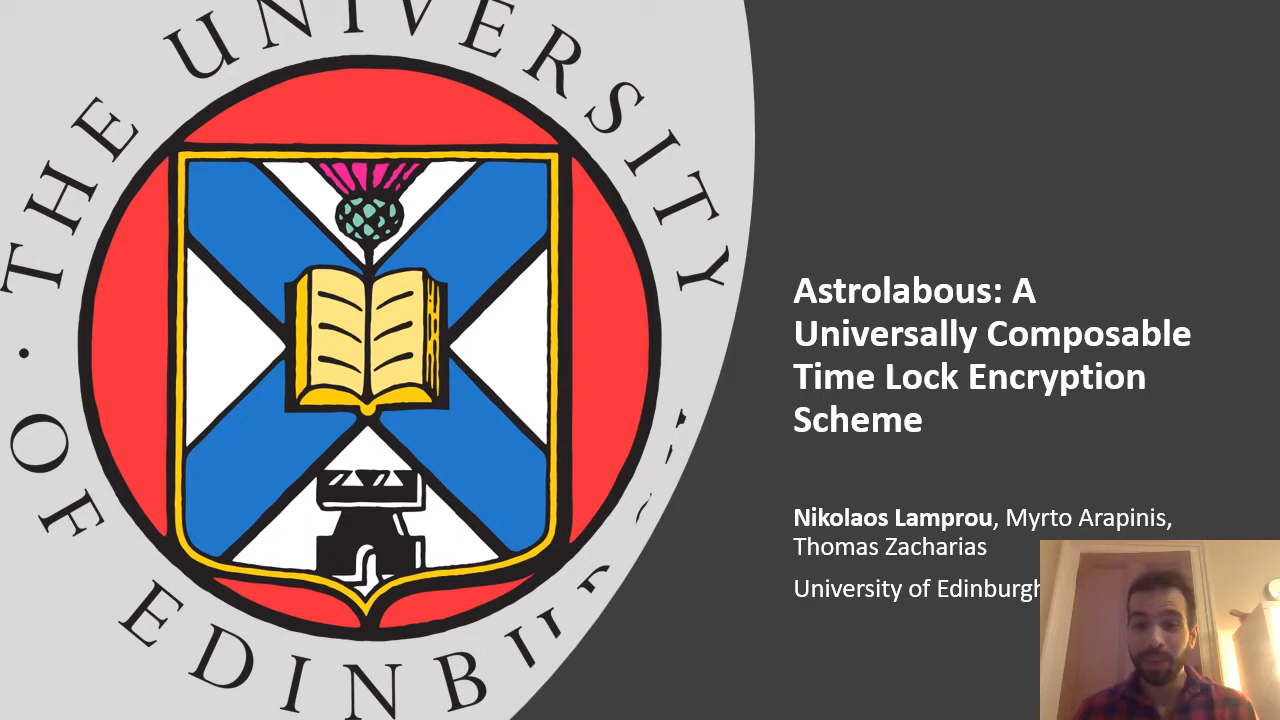 THE UNIVERSITY
· OF EDINBU
Astrolabous: A
Universally Composable
Time Lock Encryption
Scheme
Nikolaos Lamprou, Myrto Arapinis,
Thomas Zacharias
University of Edinburgh